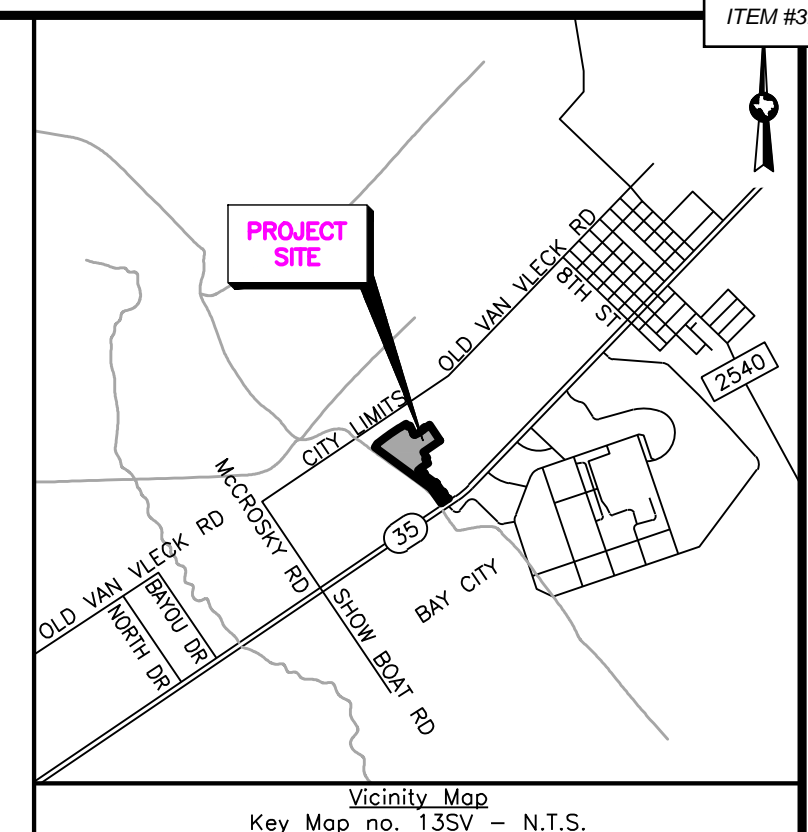 ITEM #3
PROJECT
SITE
OLD VAN VLECK RD
8TH ST
2540
CITY LIMITS
McCROSKY RD
35
OLD VAN VLECK RD
BAYOU DR
NORTH DR
SHOW BOAT RD
BAY CITY
Vicinity Map
Key Map no. 13SV – N.T.S.